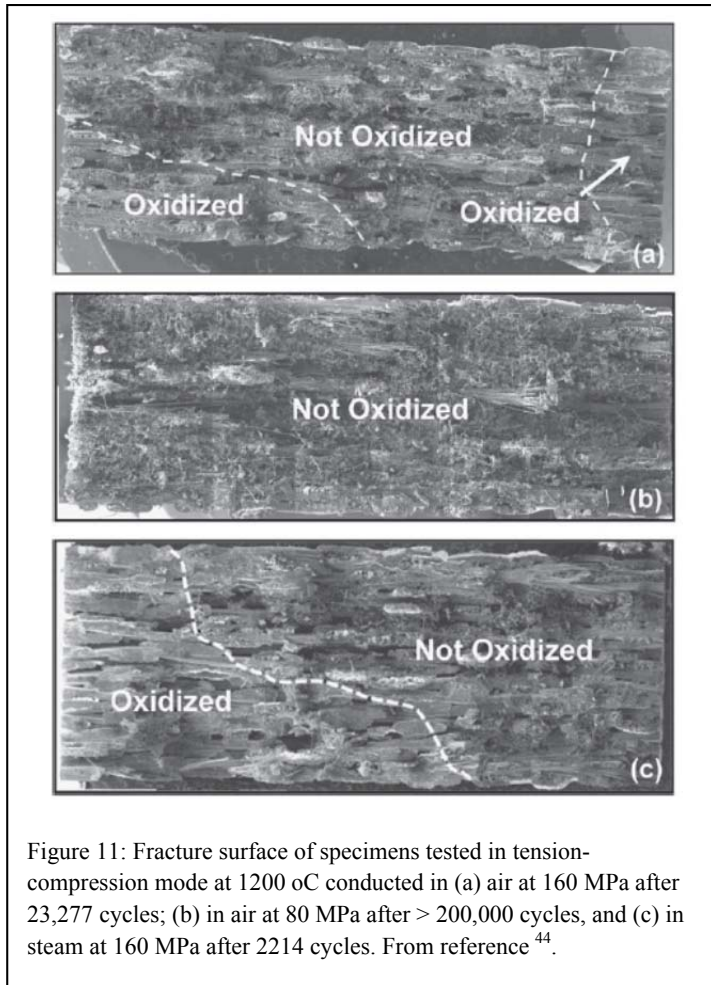 Not Oxidized
Oxidized
Oxidized
(a)
Not Oxidized
(b)
Not Oxidized
Oxidized
(c)
Figure 11: Fracture surface of specimens tested in tension-
compression mode at 1200 oC conducted in (a) air at 160 MPa after
23,277 cycles; (b) in air at 80 MPa after > 200,000 cycles, and (c) in
steam at 160 MPa after 2214 cycles. From reference 44.